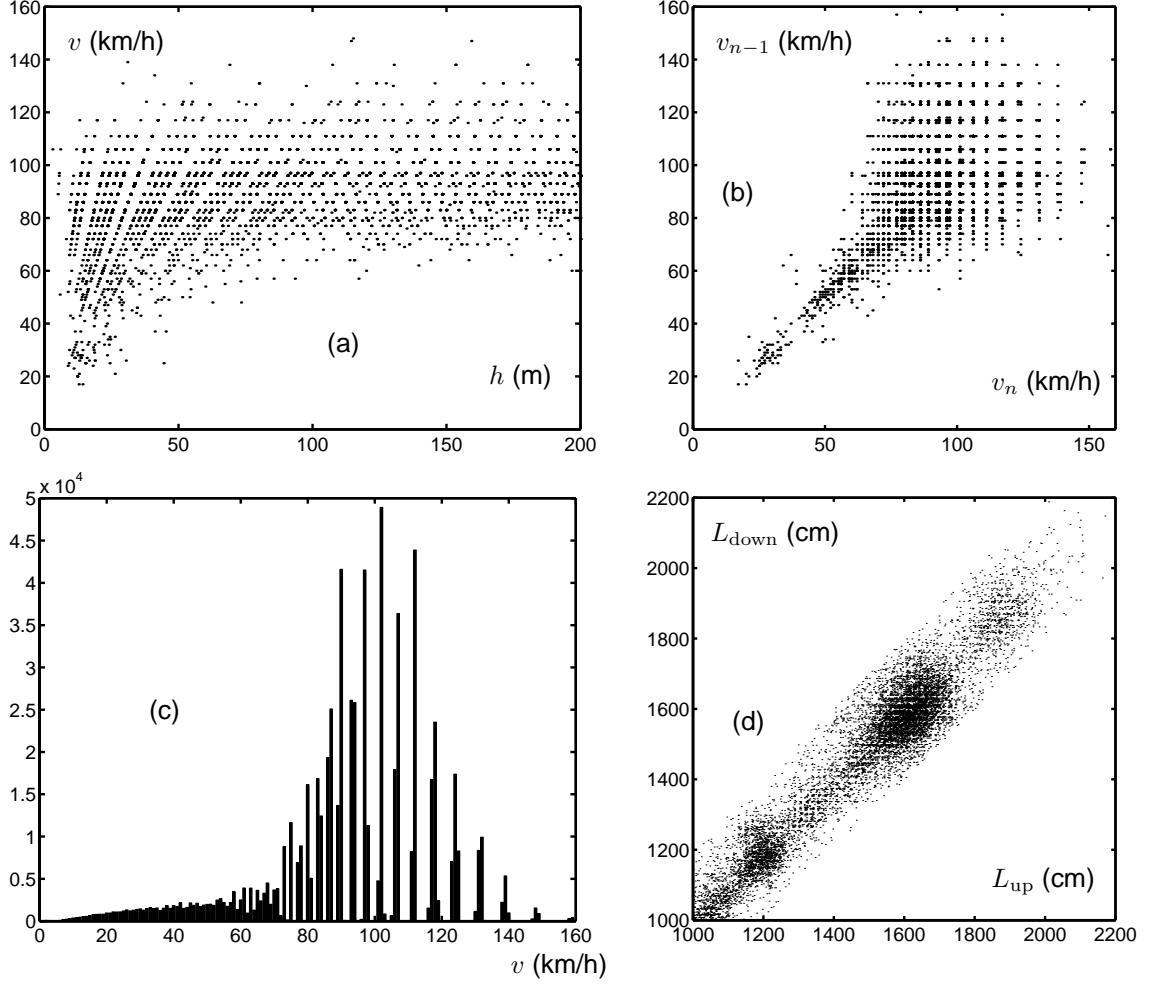 160
140
120
100
80
60
40
20
0
v (km/h)
(a)
h (m)
0 50 100 150 200
160
140
120
100
80
60
40
20
0
v_{n−1} (km/h)
(b)
v_n (km/h)
0 50 100 150
5 x 10^4
4.5
4
3.5
3
2.5
2
1.5
1
0.5
0
(c)
0 20 40 60 80 100 120 140 160
v (km/h)
2200
2000
1800
1600
1400
1200
1000
L_down (cm)
(d)
L_up (cm)
1000 1200 1400 1600 1800 2000 2200